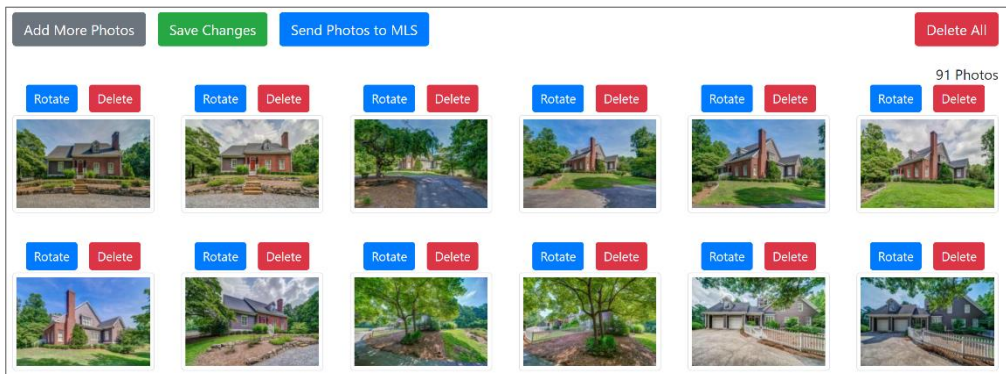 Add More Photos Save Changes Send Photos to MLS Delete All
91 Photos
Rotate Delete Rotate Delete Rotate Delete Rotate Delete Rotate Delete Rotate Delete
Rotate Delete Rotate Delete Rotate Delete Rotate Delete Rotate Delete Rotate Delete